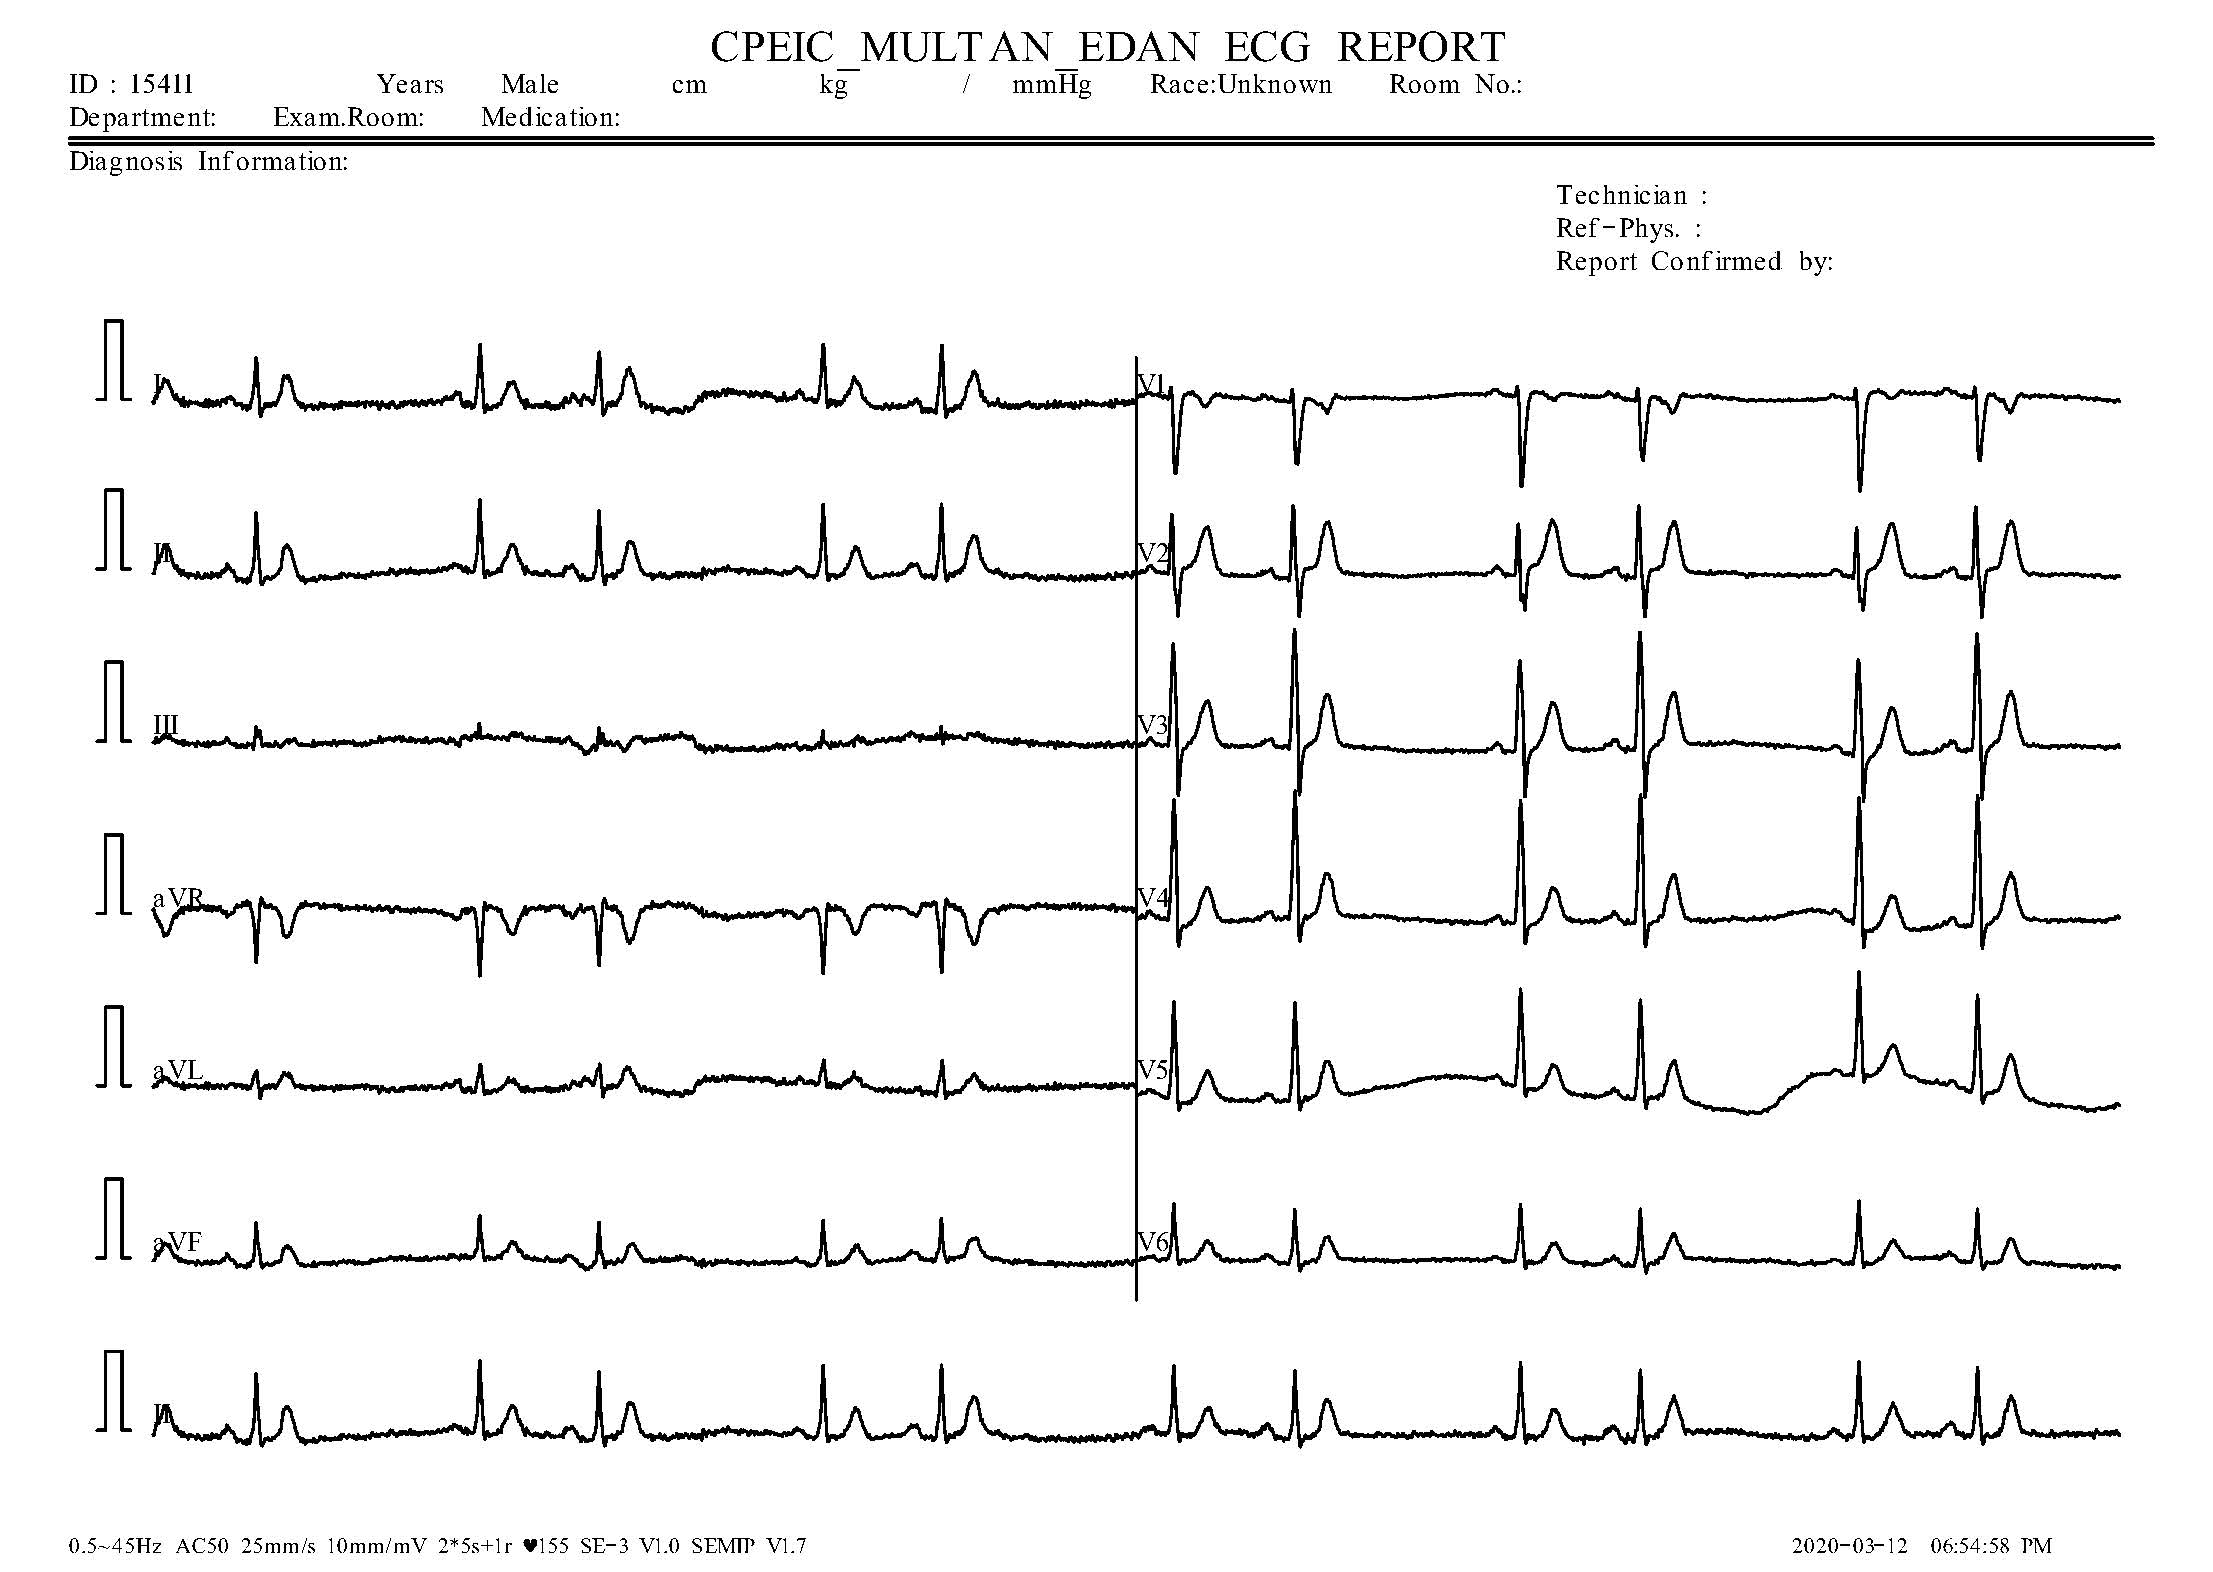 CPEIC_MULTAN_EDAN ECG REPORT
ID : 15411 Years Male cm kg / mmHg Race:Unknown Room No.:
Department: Exam.Room: Medication:
Diagnosis Information:
Technician :
Ref-Phys. :
Report Confirmed by:
I V1
II V2
III V3
aVR V4
aVL V5
aVF V6
II
0.5~45Hz AC50 25mm/s 10mm/mV 2*5s+1r ♥155 SE-3 V1.0 SEMIP V1.7 2020-03-12 06:54:58 PM